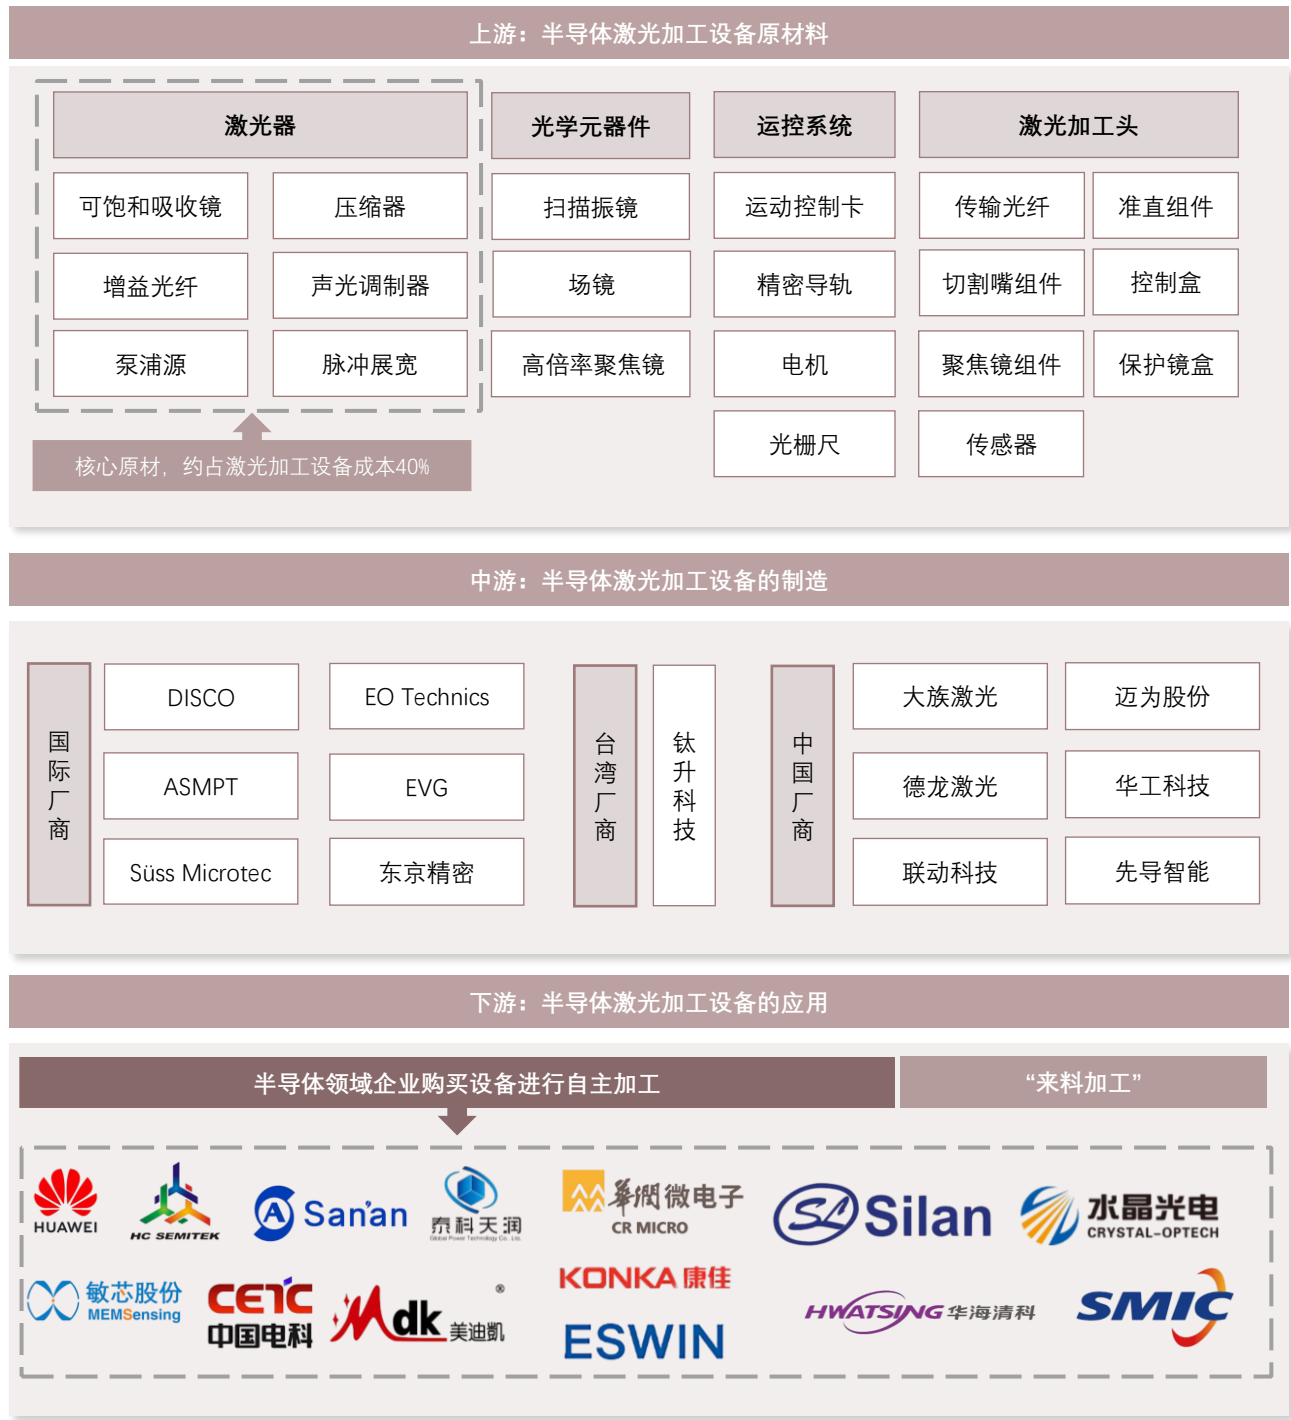 上游：半导体激光加工设备原材料
激光器
光学元器件
运控系统
激光加工头
可饱和吸收镜
压缩器
扫描振镜
运动控制卡
传输光纤
准直组件
增益光纤
声光调制器
场镜
精密导轨
切割嘴组件
控制盒
泵浦源
脉冲展宽
高倍率聚焦镜
电机
聚焦镜组件
保护镜盒
光栅尺
传感器
核心原材，约占激光加工设备成本40%
中游：半导体激光加工设备的制造
国际厂商
DISCO
EO Technics
ASMPT
EVG
Süss Microtec
东京精密
台湾厂商
钛升科技
中国厂商
大族激光
迈为股份
德龙激光
华工科技
联动科技
先导智能
下游：半导体激光加工设备的应用
半导体领域企业购买设备进行自主加工
“来料加工”
HUAWEI
HC SEMITEK
San'an
泰科天润
Global Power Technology Co., Ltd.
華潤微电子
CR MICRO
SL Silan
水晶光电
CRYSTAL-OPTECH
敏芯股份
MEMSensing
CETC
中国电科
Mdk 美迪凯 ®
KONKA 康佳
ESWIN
HWATSING 华海清科
SMIC